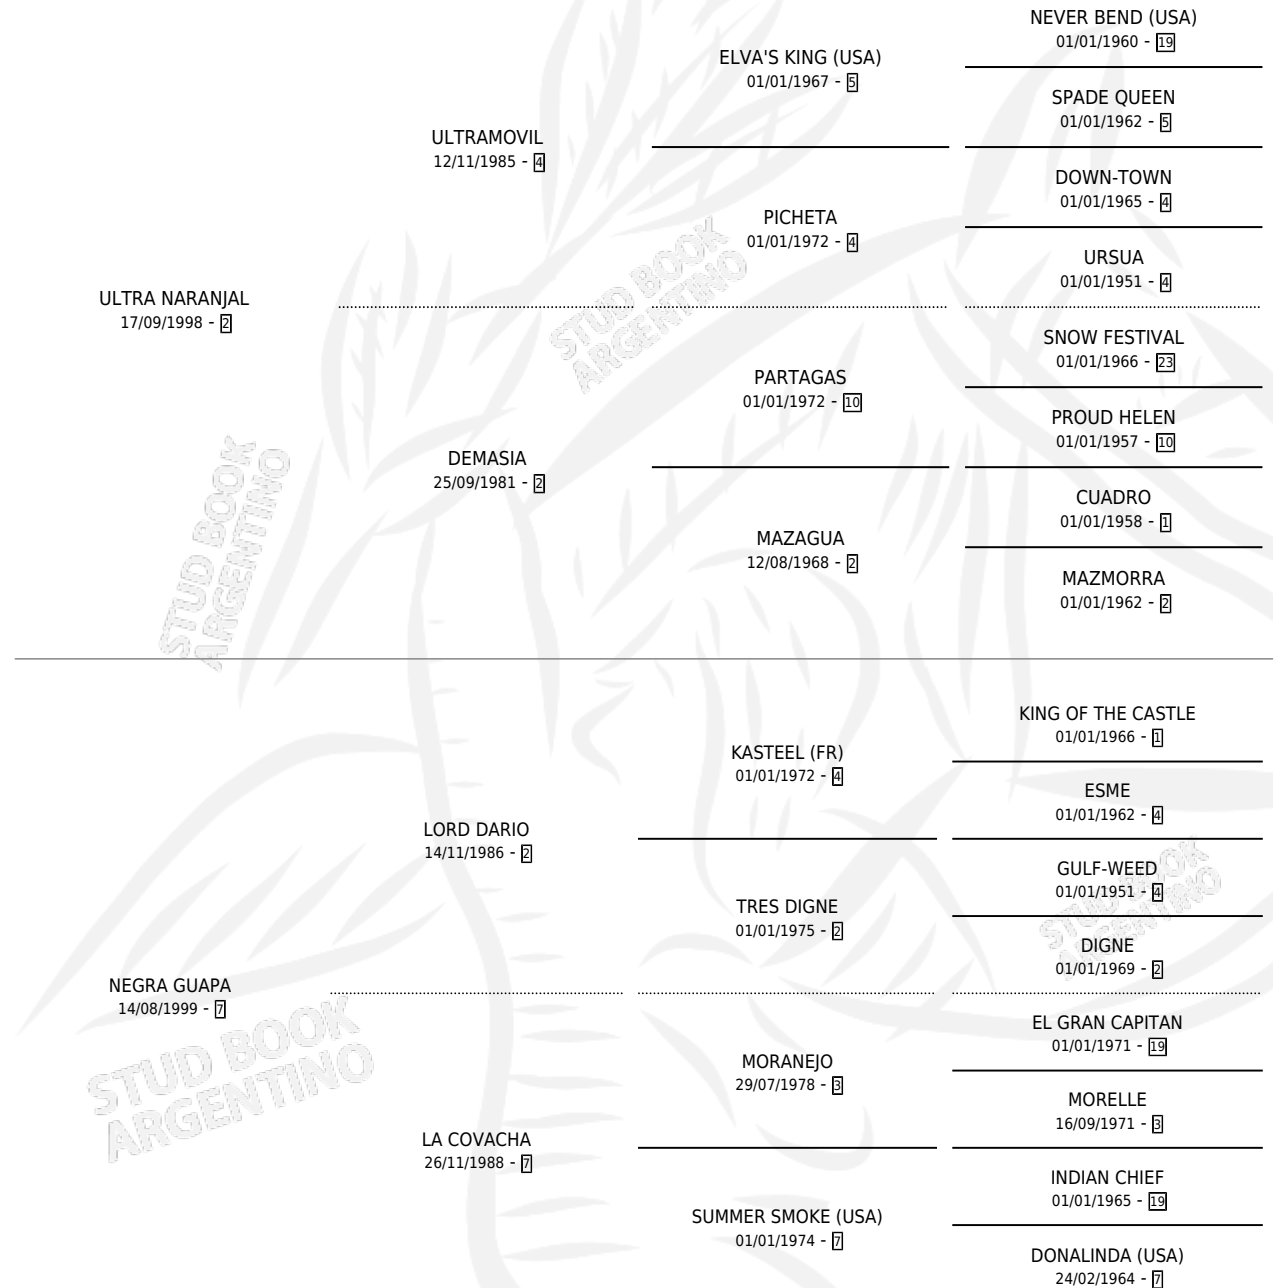 NEVER BEND (USA)
01/01/1960 - 19
ELVA'S KING (USA)
01/01/1967 - 5
SPADE QUEEN
01/01/1962 - 5
ULTRAMOVIL
12/11/1985 - 4
DOWN-TOWN
01/01/1965 - 4
PICHETA
01/01/1972 - 4
URSUA
01/01/1951 - 4
ULTRA NARANJAL
17/09/1998 - 2
SNOW FESTIVAL
01/01/1966 - 23
PARTAGAS
01/01/1972 - 10
PROUD HELEN
01/01/1957 - 10
DEMASIA
25/09/1981 - 2
CUADRO
01/01/1958 - 1
MAZAGUA
12/08/1968 - 2
MAZMORRA
01/01/1962 - 2
STUD BOOK
ARGENTINO
STUD BOOK
ARGENTINO
KING OF THE CASTLE
01/01/1966 - 1
KASTEEL (FR)
01/01/1972 - 4
ESME
01/01/1962 - 4
LORD DARIO
14/11/1986 - 2
GULF-WEED
01/01/1951 - 4
TRES DIGNE
01/01/1975 - 2
DIGNE
01/01/1969 - 2
NEGRA GUAPA
14/08/1999 - 7
EL GRAN CAPITAN
01/01/1971 - 19
MORANEJO
29/07/1978 - 3
MORELLE
16/09/1971 - 3
LA COVACHA
26/11/1988 - 7
INDIAN CHIEF
01/01/1965 - 19
SUMMER SMOKE (USA)
01/01/1974 - 7
DONALINDA (USA)
24/02/1964 - 7
STUD BOOK
ARGENTINO
STUD BOOK
ARGENTINO